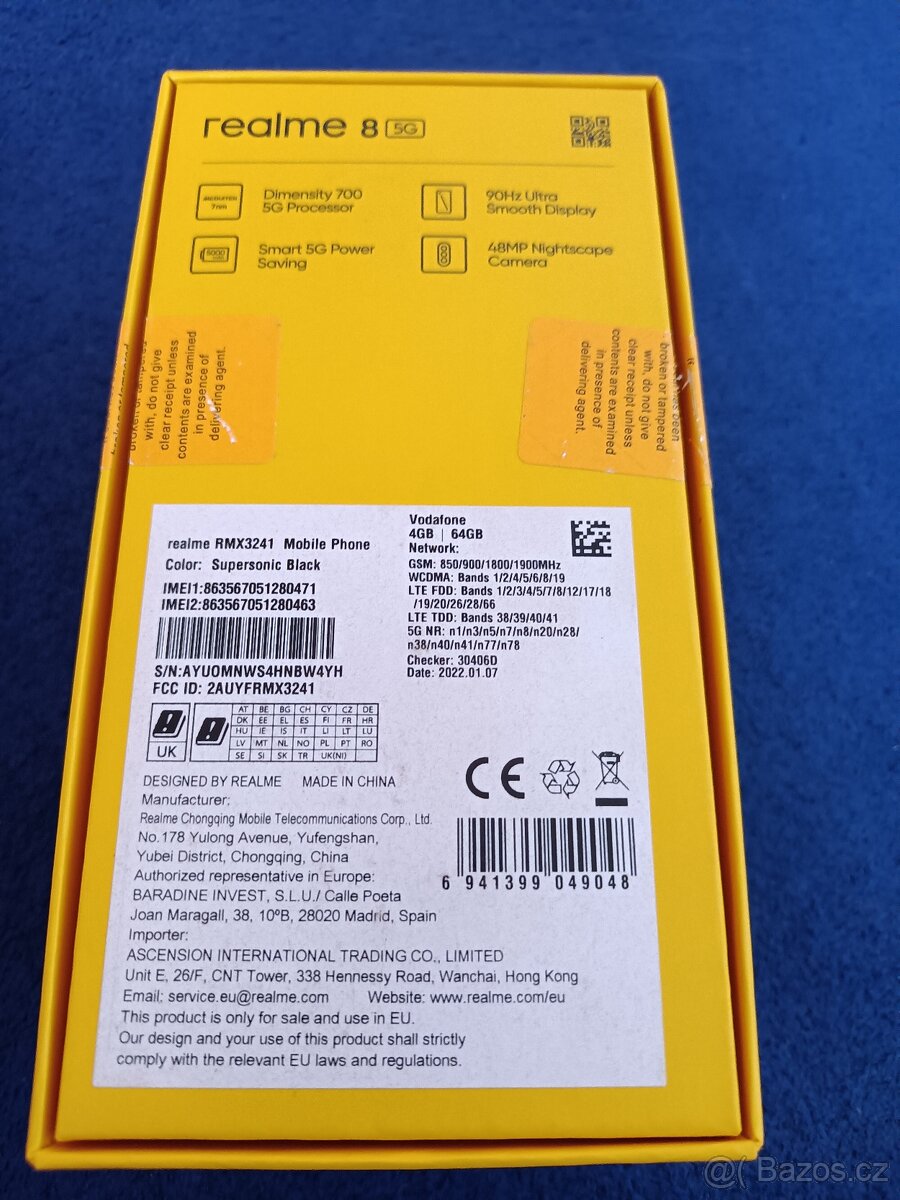 realme 8 5G
MEDIATEK
7nm
Dimensity 700
5G Processor
90Hz Ultra
Smooth Display
5000
mAh
Smart 5G Power
Saving
48MP Nightscape
Camera
with, do not give
clear receipt unless
contents are examined
in presence of
delivering agent.
has been
broken or tampered
with, do not give
clear receipt unless
contents are examined
in presence of
delivering agent.
realme RMX3241 Mobile Phone
Color: Supersonic Black
IMEI1:863567051280471
IMEI2:863567051280463
S/N:AYUOMNWS4HNBW4YH
FCC ID: 2AUYFRMX3241
Vodafone
4GB | 64GB
Network:
GSM: 850/900/1800/1900MHz
WCDMA: Bands 1/2/4/5/6/8/19
LTE FDD: Bands 1/2/3/4/5/7/8/12/17/18
/19/20/26/28/66
LTE TDD: Bands 38/39/40/41
5G NR: n1/n3/n5/n7/n8/n20/n28/
n38/n40/n41/n77/n78
Checker: 30406D
Date: 2022.01.07
UK
AT BE BG CH CY CZ DE
DK EE EL ES FI FR HR
HU IE IS IT LI LT LU
LV MT NL NO PL PT RO
SE SI SK TR UK(NI)
DESIGNED BY REALME MADE IN CHINA
Manufacturer:
Realme Chongqing Mobile Telecommunications Corp., Ltd.
No.178 Yulong Avenue, Yufengshan,
Yubei District, Chongqing, China
Authorized representative in Europe:
BARADINE INVEST, S.L.U./ Calle Poeta
Joan Maragall, 38, 10ºB, 28020 Madrid, Spain
Importer:
ASCENSION INTERNATIONAL TRADING CO., LIMITED
Unit E, 26/F, CNT Tower, 338 Hennessy Road, Wanchai, Hong Kong
Email: service.eu@realme.com Website: www.realme.com/eu
This product is only for sale and use in EU.
Our design and your use of this product shall strictly
comply with the relevant EU laws and regulations.
CE
6 941399 049048
@( Bazos.cz